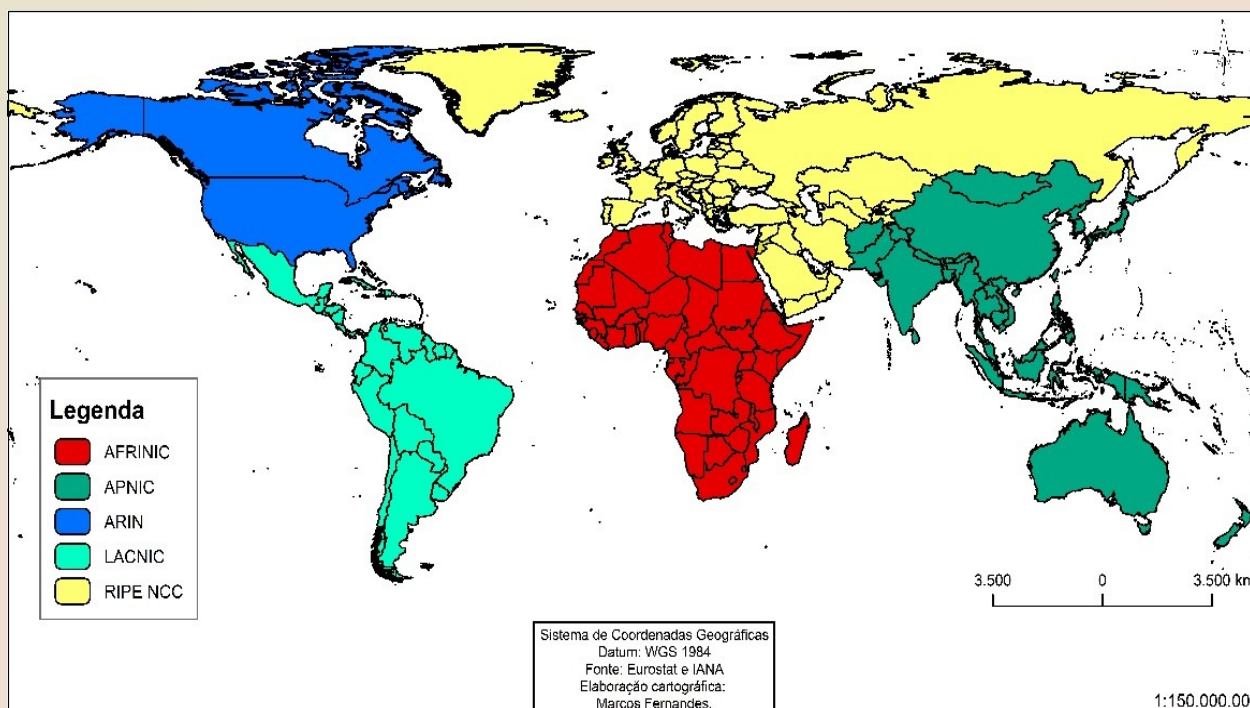 Legenda
AFRINIC
APNIC
ARIN
LACNIC
RIPE NCC
3.500 0 3.500 km
Sistema de Coordenadas Geográficas
Datum: WGS 1984
Fonte: Eurostat e IANA
Elaboração cartográfica:
Marcos Fernandes.
1:150.000.00